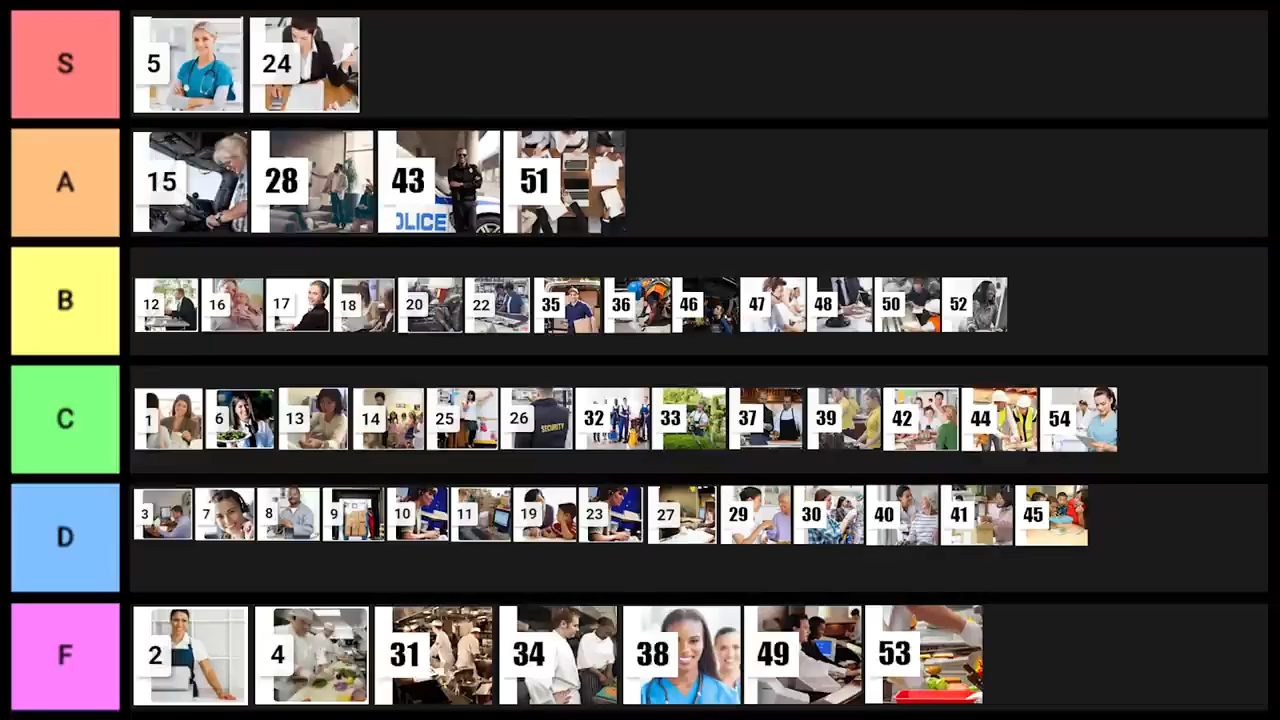 S
5 24
A
15 28 43 51
OLICE
B
12 16 17 18 20 22 35 36 46 47 48 50 52
C
1 6 13 14 25 26 32 33 37 39 42 44 54
SECURITY
D
3 7 8 9 10 11 19 23 27 29 30 40 41 45
F
2 4 31 34 38 49 53